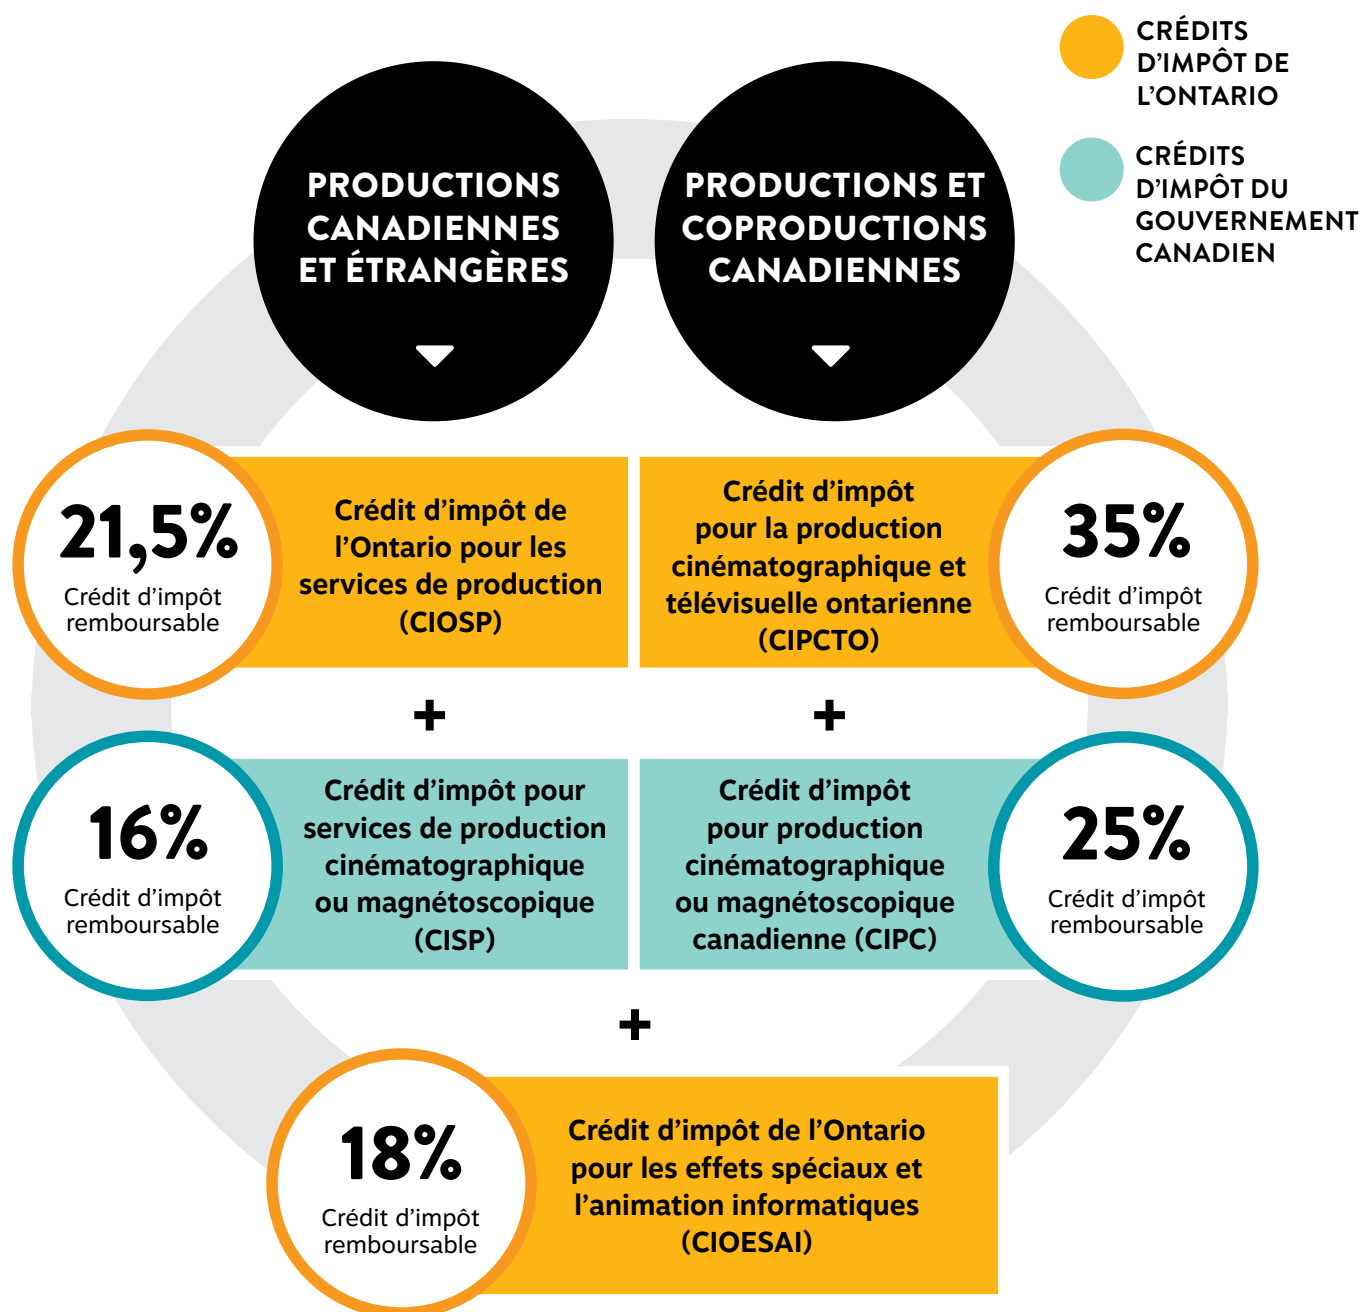 CRÉDITS
D'IMPÔT DE
L'ONTARIO
CRÉDITS
D'IMPÔT DU
GOUVERNEMENT
CANADIEN
PRODUCTIONS
CANADIENNES
ET ÉTRANGÈRES
PRODUCTIONS ET
COPRODUCTIONS
CANADIENNES
21,5%
Crédit d'impôt
remboursable
Crédit d'impôt de
l'Ontario pour les
services de production
(CIOSP)
Crédit d'impôt
pour la production
cinématographique et
télévisuelle ontarienne
(CIPCTO)
35%
Crédit d'impôt
remboursable
+
+
16%
Crédit d'impôt
remboursable
Crédit d'impôt pour
services de production
cinématographique
ou magnétoscopique
(CISP)
Crédit d'impôt
pour production
cinématographique
ou magnétoscopique
canadienne (CIPC)
25%
Crédit d'impôt
remboursable
+
18%
Crédit d'impôt
remboursable
Crédit d'impôt de l'Ontario
pour les effets spéciaux et
l'animation informatiques
(CIOESAI)